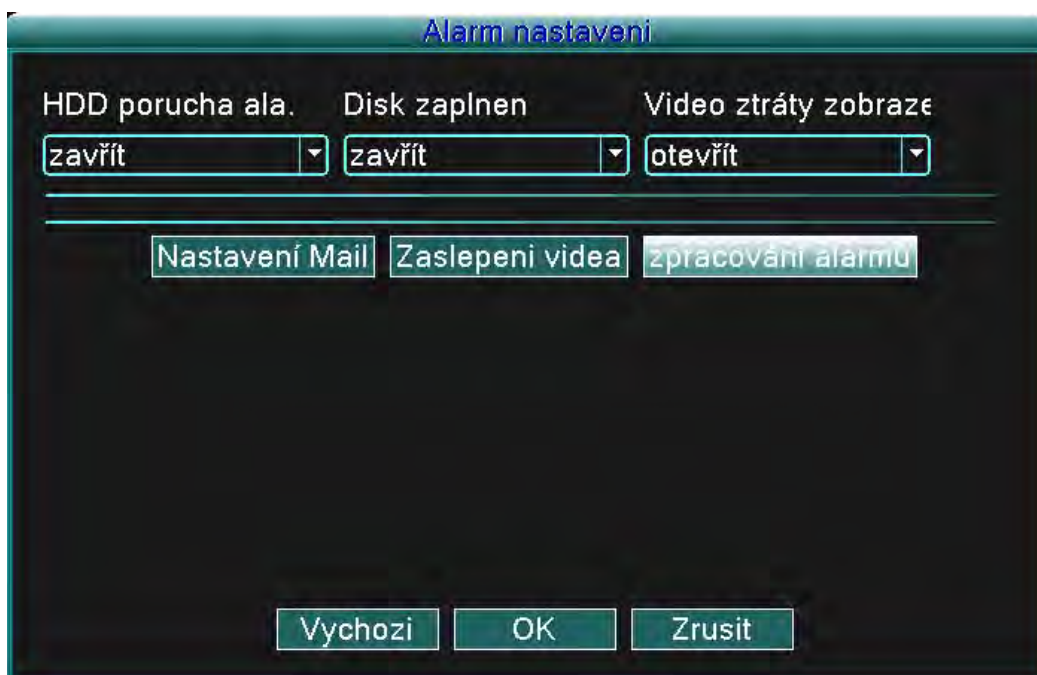 Alarm nastaveni
HDD porucha ala. Disk zaplnen Video ztráty zobraze
zavřít zavřít otevřít
Nastavení Mail Zaslepeni videa zpracování alarmů
Vychozi OK Zrusit